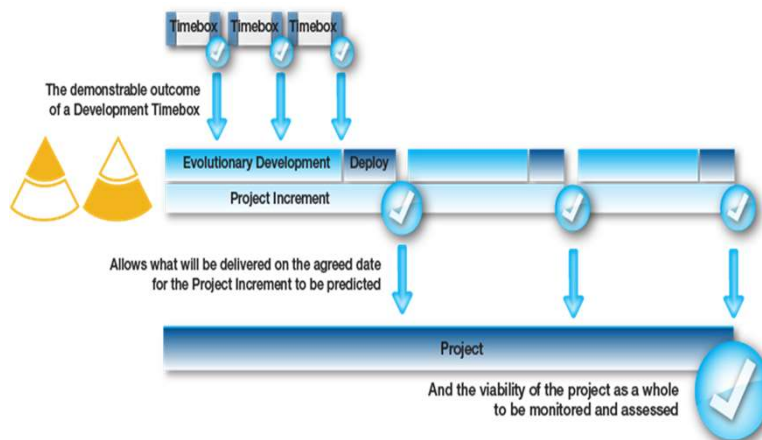 Timebox Timebox Timebox
The demonstrable outcome
of a Development Timebox
Evolutionary Development Deploy
Project Increment
Allows what will be delivered on the agreed date
for the Project Increment to be predicted
Project
And the viability of the project as a whole
to be monitored and assessed